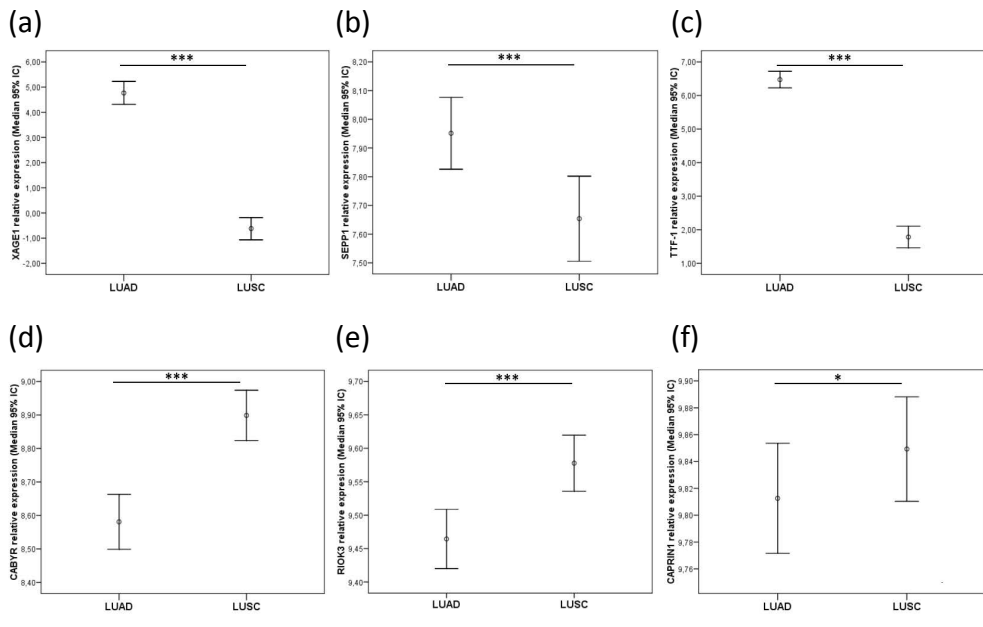 (a)
***
XAGE1 relative expression (Median 95% IC)
6,00
5,00
4,00
3,00
2,00
1,00
0,00
-1,00
-2,00
LUAD
LUSC
(b)
***
SEPP1 relative expression (Median 95% IC)
8,20
8,10
8,00
7,90
7,80
7,70
7,60
7,50
LUAD
LUSC
(c)
***
TTF-1 relative expression (Median 95% IC)
7,00
6,00
5,00
4,00
3,00
2,00
1,00
LUAD
LUSC
(d)
***
CABYR relative expression (Median 95% IC)
9,00
8,90
8,80
8,70
8,60
8,50
8,40
LUAD
LUSC
(e)
***
RIOK3 relative expression (Median 95% IC)
9,70
9,65
9,60
9,55
9,50
9,45
9,40
LUAD
LUSC
(f)
*
CAPRIN1 relative expression (Median 95% IC)
9,90
9,88
9,86
9,84
9,82
9,80
9,78
9,76
LUAD
LUSC